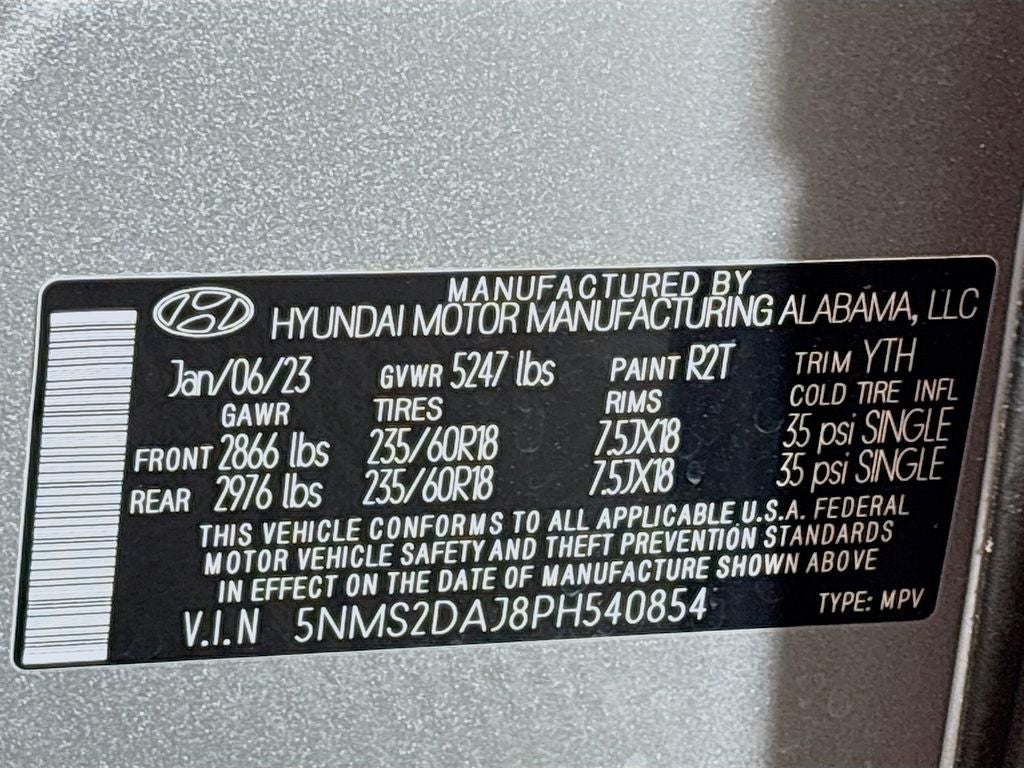 MANUFACTURED BY
HYUNDAI MOTOR MANUFACTURING ALABAMA, LLC
Jan/06/23 GVWR 5247 lbs PAINT R2T TRIM YTH
GAWR TIRES RIMS COLD TIRE INFL
FRONT 2866 lbs 235/60R18 7.5JX18 35 psi SINGLE
REAR 2976 lbs 235/60R18 7.5JX18 35 psi SINGLE
THIS VEHICLE CONFORMS TO ALL APPLICABLE U.S.A. FEDERAL
MOTOR VEHICLE SAFETY AND THEFT PREVENTION STANDARDS
IN EFFECT ON THE DATE OF MANUFACTURE SHOWN ABOVE
V.I.N 5NMS2DAJ8PH540854 TYPE: MPV